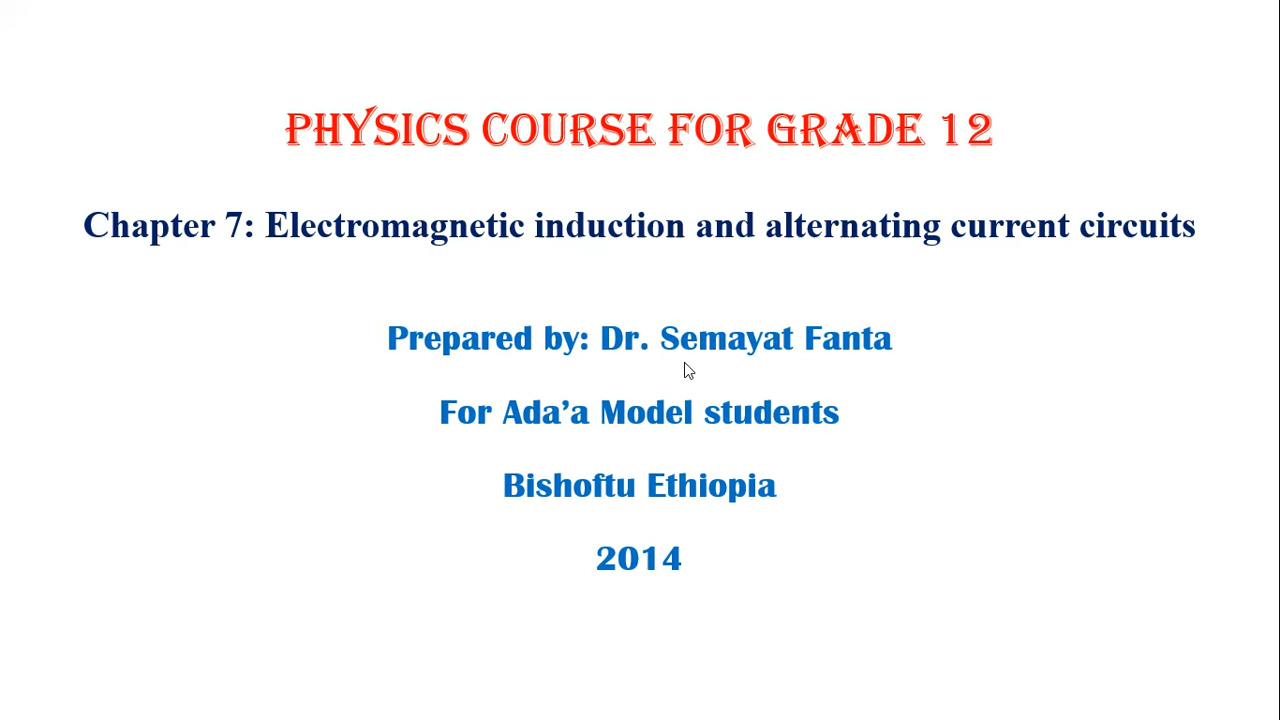 PHYSICS COURSE FOR GRADE 12
Chapter 7: Electromagnetic induction and alternating current circuits
Prepared by: Dr. Semayat Fanta
For Ada’a Model students
Bishoftu Ethiopia
2014